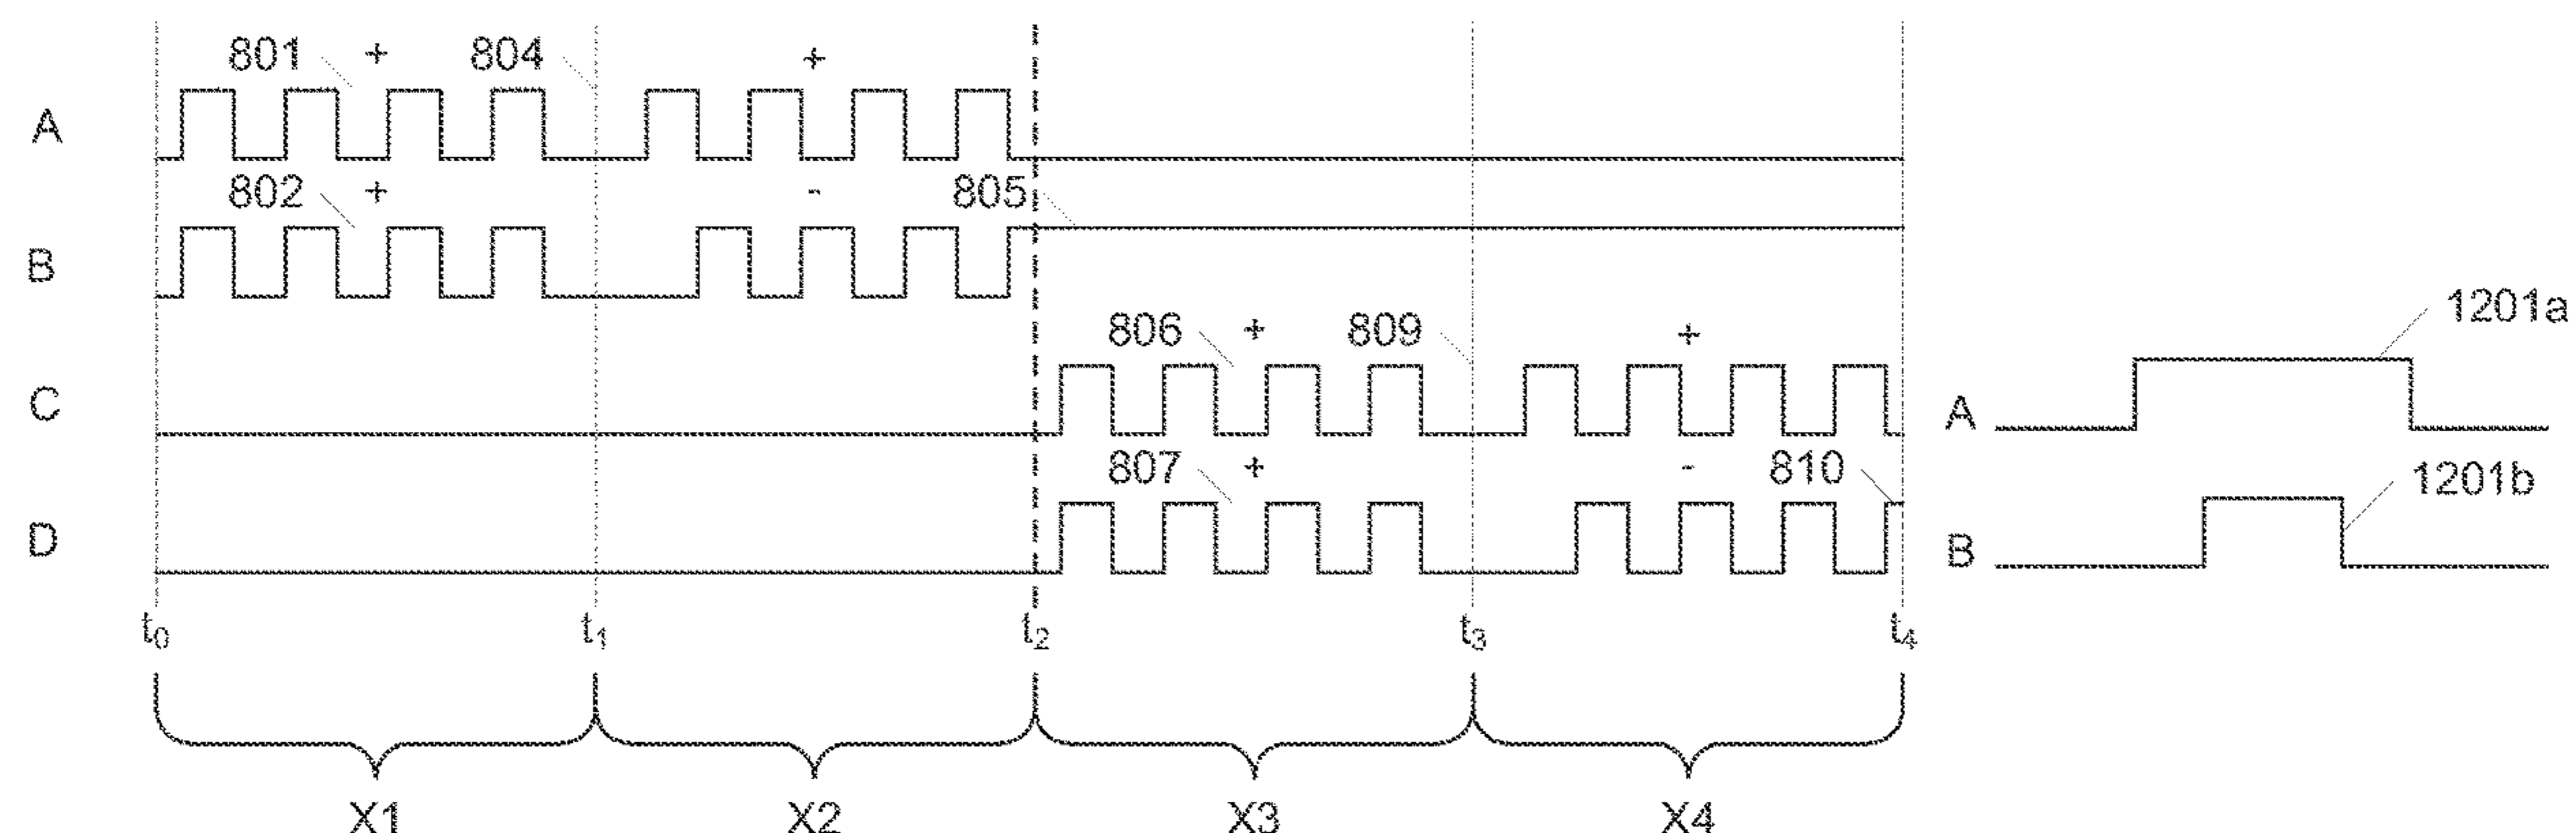 801 + 804 +
A
802 + - 805
B
806 + 809 +
C
807 + - 810
D
t0 t1 t2 t3 t4
X1 X2 X3 X4
1201a
A
1201b
B